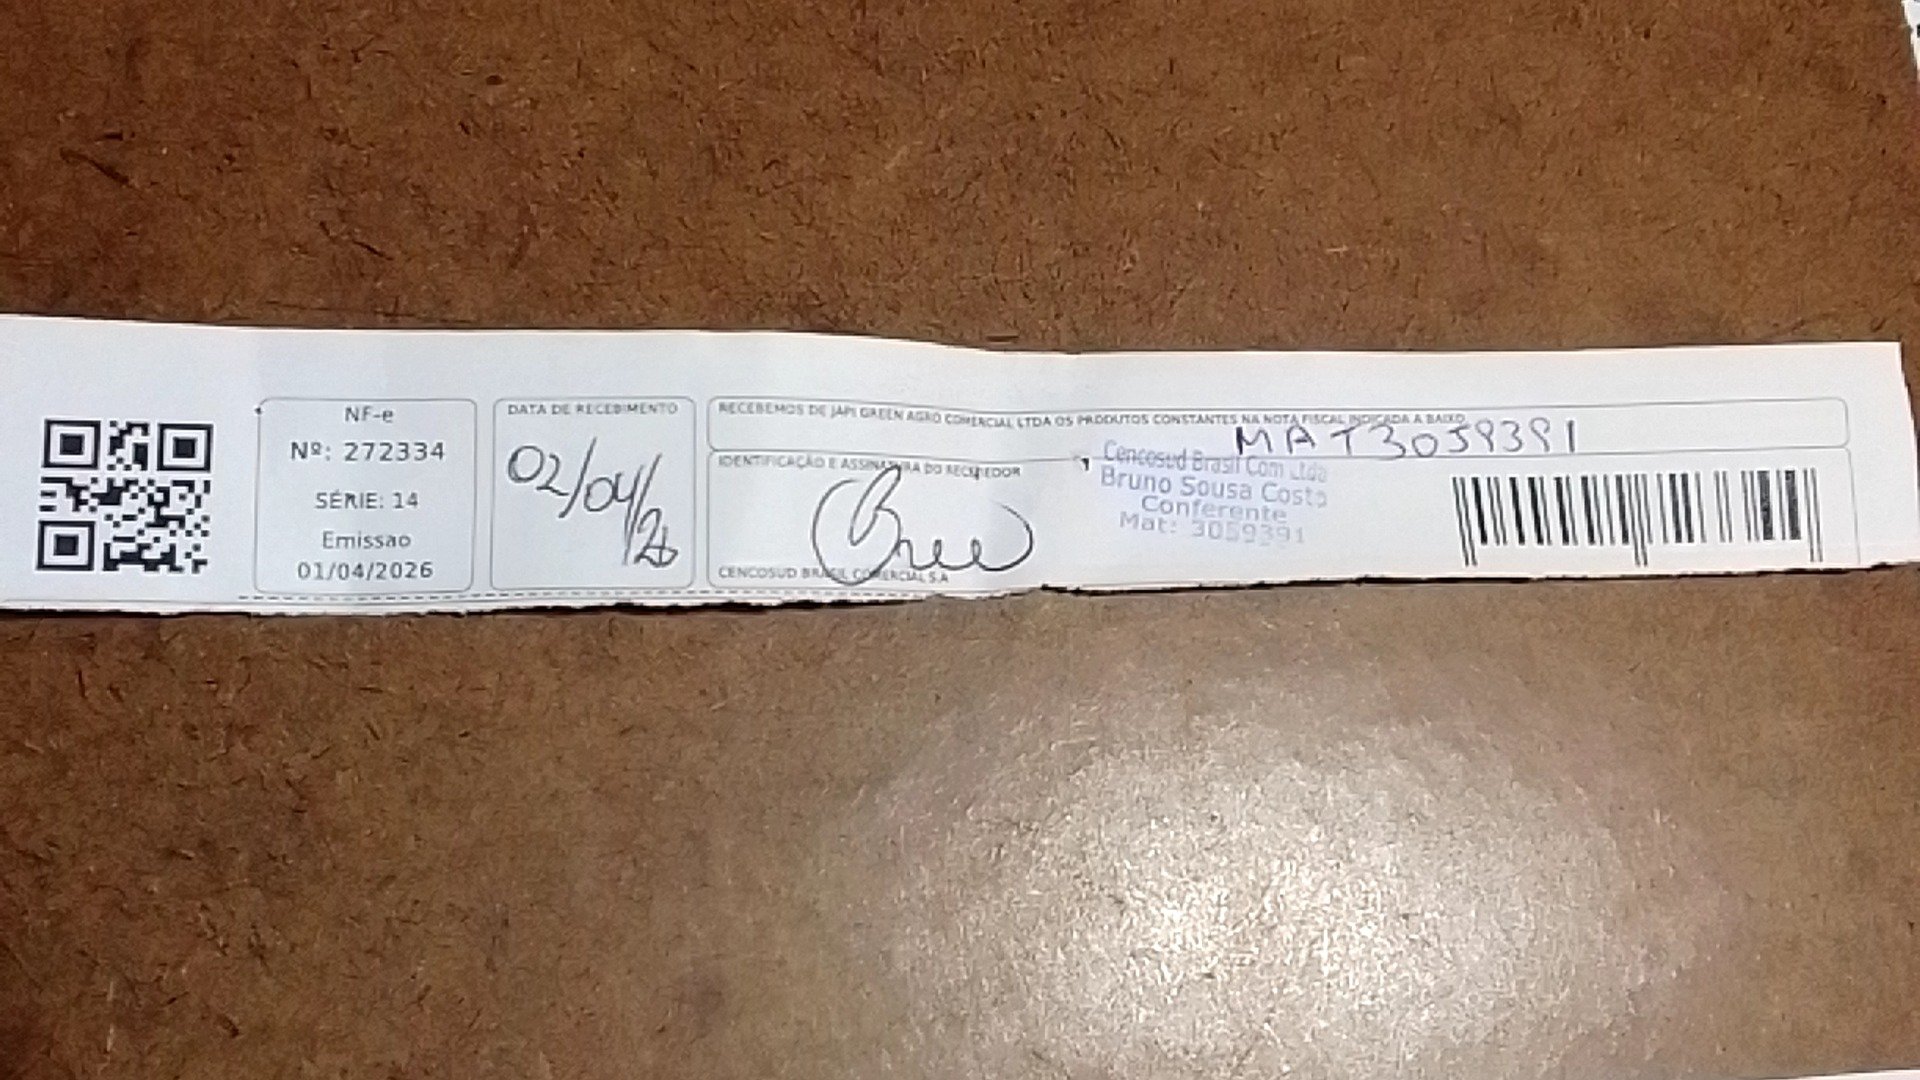 NF-e
Nº: 272334
SÉRIE: 14
Emissao
01/04/2026
DATA DE RECEBIMENTO
02/04/26
RECEBEMOS DE JAPI GREEN AGRO COMERCIAL LTDA OS PRODUTOS CONSTANTES NA NOTA FISCAL INDICADA A BAIXO
MAT 3059391
IDENTIFICAÇÃO E ASSINATURA DO RECEBEDOR
CENCOSUD BRASIL COMERCIAL S.A
Cencosud Brasil Com Ltda
Bruno Sousa Costa
Conferente
Mat: 3059391